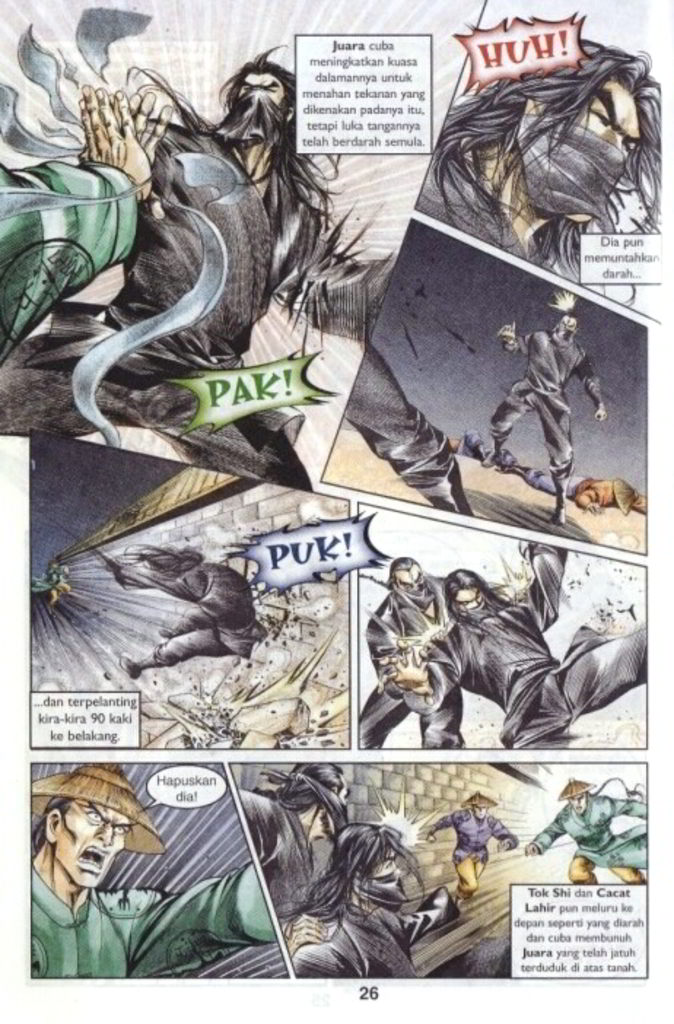 Juara cuba
meningkatkan kuasa
dalamannya untuk
menahan tekanan yang
dikenakan padanya itu,
tetapi luka tangannya
telah berdarah semula.
HUH!
Dia pun
memuntahkan
darah...
PAK!
PUK!
...dan terpelanting
kira-kira 90 kaki
ke belakang.
Hapuskan
dia!
Tok Shi dan Cacat
Lahir pun meluru ke
depan seperti yang diarah
dan cuba membunuh
Juara yang telah jatuh
terduduk di atas tanah.
26